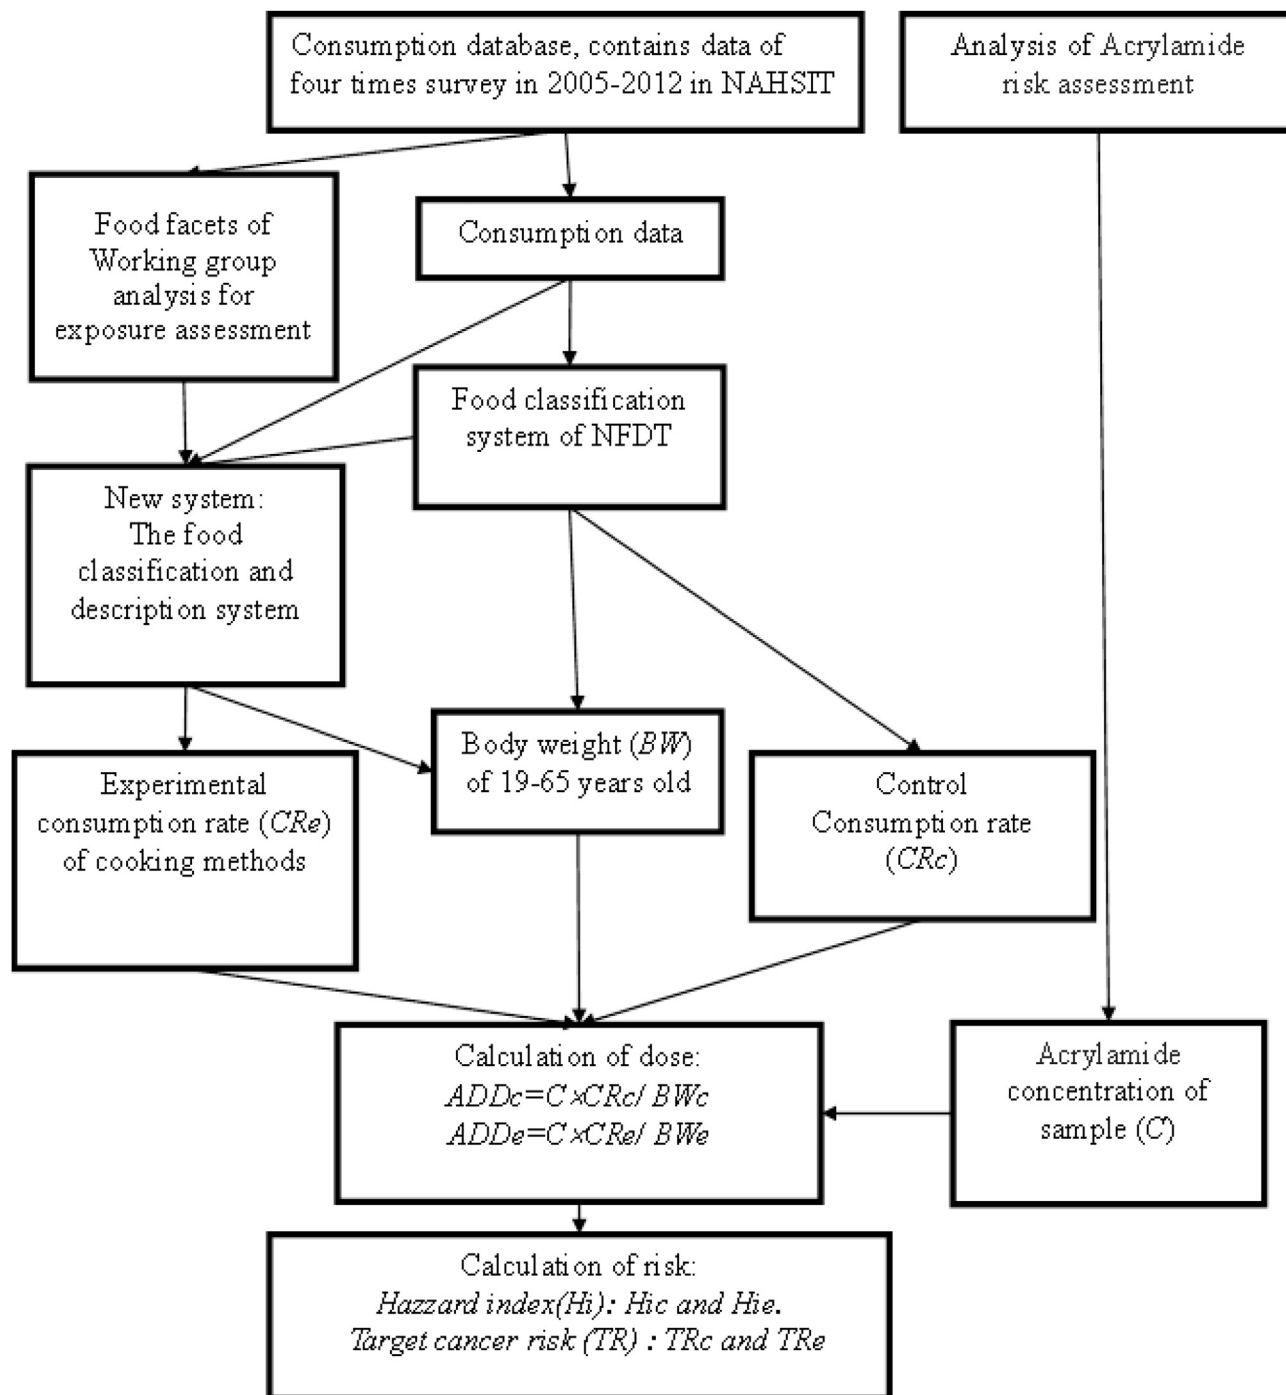 Consumption database, contains data of
four times survey in 2005-2012 in NAHSIT
Analysis of Acrylamide
risk assessment
Food facets of
Working group
analysis for
exposure assessment
Consumption data
Food classification
system of NFDT
New system:
The food
classification and
description system
Experimental
consumption rate (CRe)
of cooking methods
Body weight (BW)
of 19-65 years old
Control
Consumption rate
(CRc)
Calculation of dose:
ADDc=C×CRc/ BWc
ADDe=C×CRe/ BWe
Acrylamide
concentration of
sample (C)
Calculation of risk:
Hazzard index(Hi): Hic and Hie.
Target cancer risk (TR) : TRc and TRe